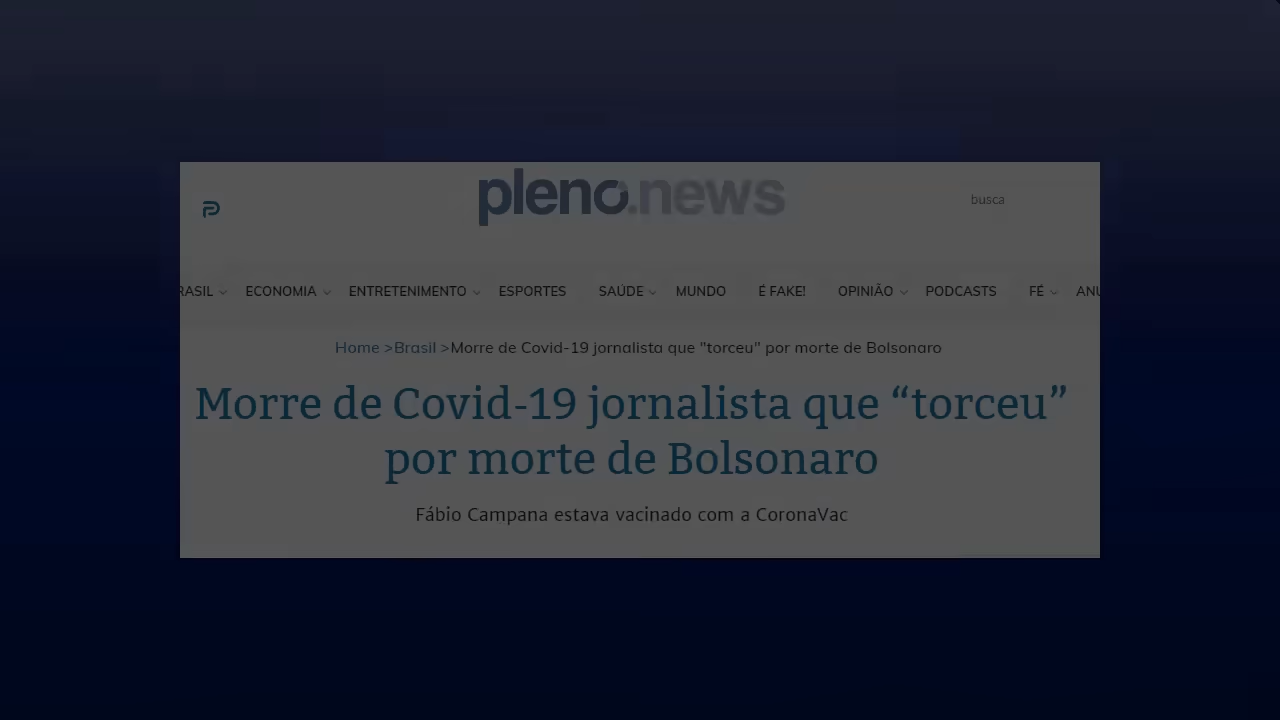 pleno.news
busca
RASIL ECONOMIA ENTRETENIMENTO ESPORTES SAÚDE MUNDO É FAKE! OPINIÃO PODCASTS FÉ ANU
Home >Brasil >Morre de Covid-19 jornalista que "torceu" por morte de Bolsonaro
Morre de Covid-19 jornalista que “torceu”
por morte de Bolsonaro
Fábio Campana estava vacinado com a CoronaVac